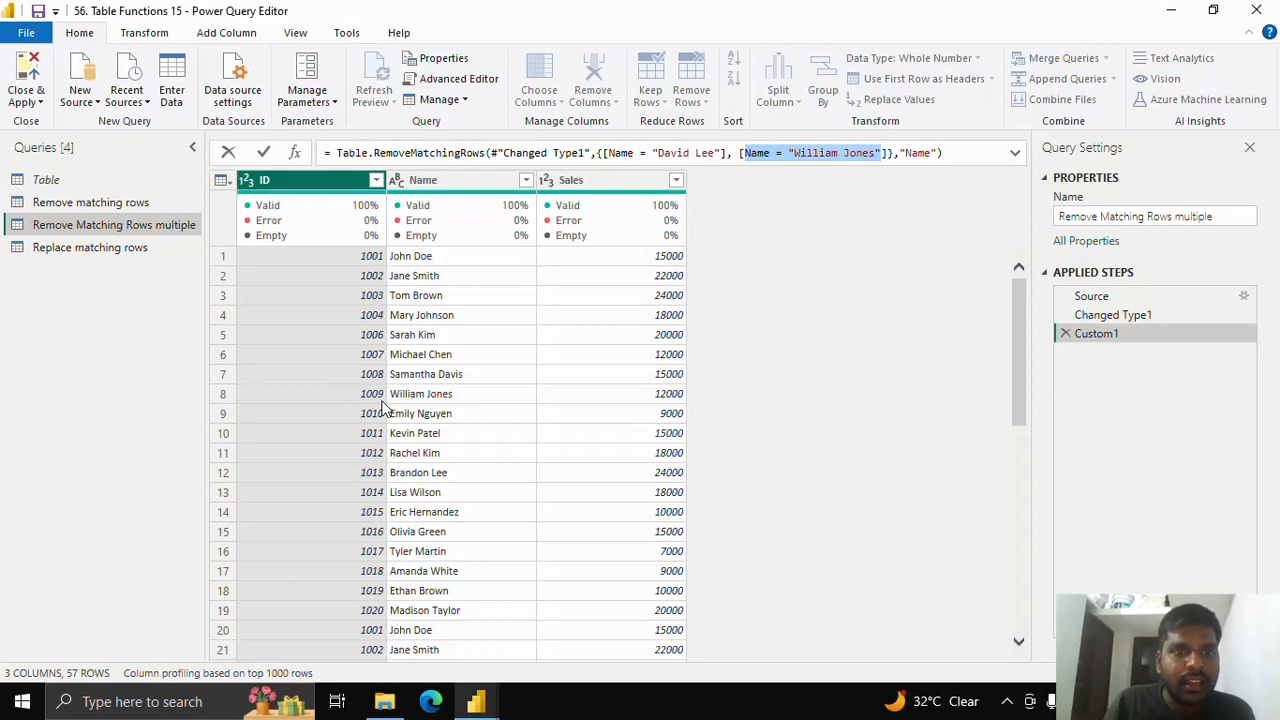 56. Table Functions 15 - Power Query Editor
File Home Transform Add Column View Tools Help
Close & Apply
New Source
Recent Sources
Enter Data
Data source settings
Manage Parameters
Refresh Preview
Properties
Advanced Editor
Manage
Choose Columns
Remove Columns
Keep Rows
Remove Rows
Split Column
Group By
Data Type: Whole Number
Use First Row as Headers
Replace Values
Merge Queries
Append Queries
Combine Files
Text Analytics
Vision
Azure Machine Learning
Close New Query Data Sources Parameters Query Manage Columns Reduce Rows Sort Transform Combine AI Insights
Queries [4]
Table
Remove matching rows
Remove Matching Rows multiple
Replace matching rows
= Table.RemoveMatchingRows(#"Changed Type1",{[Name = "David Lee"], [Name = "William Jones"]},"Name")
ID Name Sales
Valid 100% Valid 100% Valid 100%
Error 0% Error 0% Error 0%
Empty 0% Empty 0% Empty 0%
1 1001 John Doe 15000
2 1002 Jane Smith 22000
3 1003 Tom Brown 24000
4 1004 Mary Johnson 18000
5 1006 Sarah Kim 20000
6 1007 Michael Chen 12000
7 1008 Samantha Davis 15000
8 1009 William Jones 12000
9 1010 Emily Nguyen 9000
10 1011 Kevin Patel 15000
11 1012 Rachel Kim 18000
12 1013 Brandon Lee 24000
13 1014 Lisa Wilson 18000
14 1015 Eric Hernandez 10000
15 1016 Olivia Green 15000
16 1017 Tyler Martin 7000
17 1018 Amanda White 9000
18 1019 Ethan Brown 10000
19 1020 Madison Taylor 20000
20 1001 John Doe 15000
21 1002 Jane Smith 22000
Query Settings
PROPERTIES
Name
Remove Matching Rows multiple
All Properties
APPLIED STEPS
Source
Changed Type1
Custom1
3 COLUMNS, 57 ROWS Column profiling based on top 1000 rows
Type here to search
32°C Clear